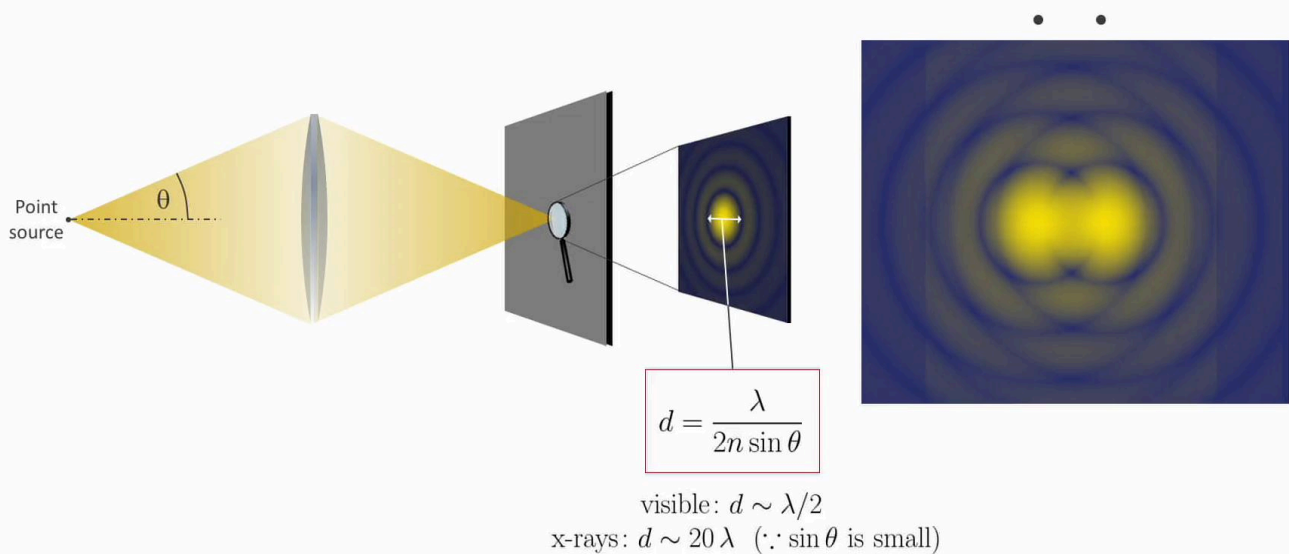 Point
source
θ
d = λ / (2n sin θ)
visible: d ∼ λ/2
x-rays: d ∼ 20 λ (∵ sin θ is small)